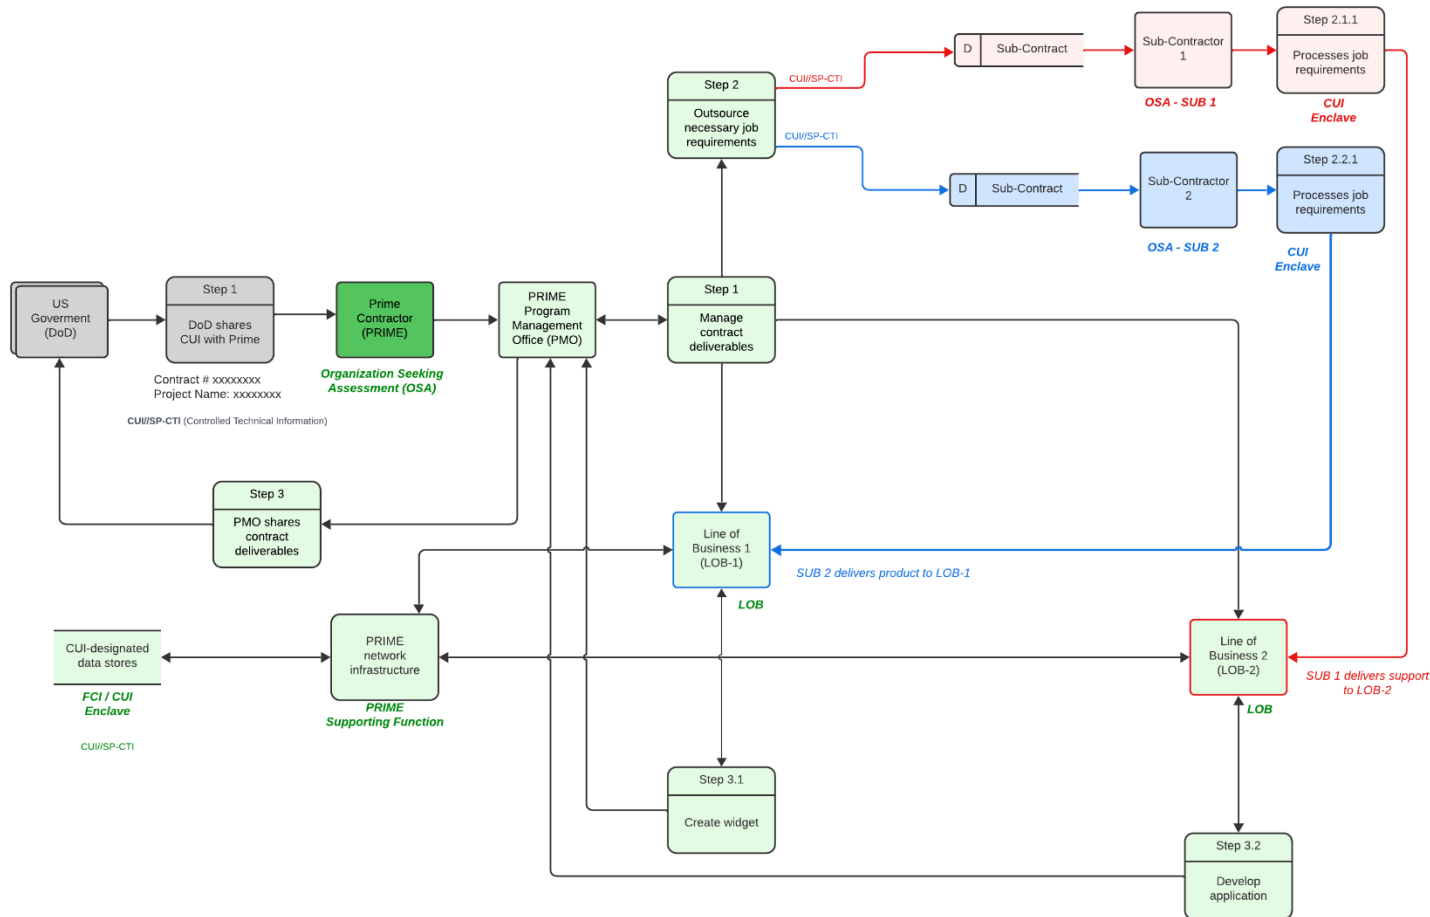 Step 2.1.1
Processes job
requirements
CUI
Enclave
D
Sub-Contract
Sub-Contractor
1
OSA - SUB 1
Step 2
Outsource
necessary job
requirements
CUI//SP-CTI
CUI//SP-CTI
D
Sub-Contract
Sub-Contractor
2
OSA - SUB 2
Step 2.2.1
Processes job
requirements
CUI
Enclave
US
Goverment
(DoD)
Step 1
DoD shares
CUI with Prime
Contract # xxxxxxxx
Project Name: xxxxxxxx
CUI//SP-CTI (Controlled Technical Information)
Prime
Contractor
(PRIME)
Organization Seeking
Assessment (OSA)
PRIME
Program
Management
Office (PMO)
Step 1
Manage
contract
deliverables
Step 3
PMO shares
contract
deliverables
Line of
Business 1
(LOB-1)
LOB
SUB 2 delivers product to LOB-1
CUI-designated
data stores
FCI / CUI
Enclave
CUI//SP-CTI
PRIME
network
infrastructure
PRIME
Supporting Function
Line of
Business 2
(LOB-2)
LOB
SUB 1 delivers support
to LOB-2
Step 3.1
Create widget
Step 3.2
Develop
application